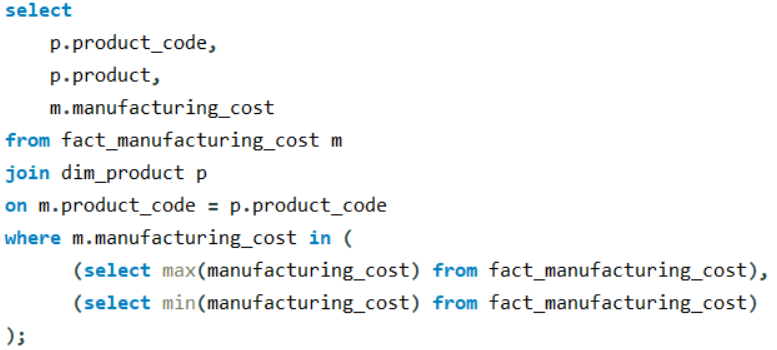 select
    p.product_code,
    p.product,
    m.manufacturing_cost
from fact_manufacturing_cost m
join dim_product p
on m.product_code = p.product_code
where m.manufacturing_cost in (
      (select max(manufacturing_cost) from fact_manufacturing_cost),
      (select min(manufacturing_cost) from fact_manufacturing_cost)
);